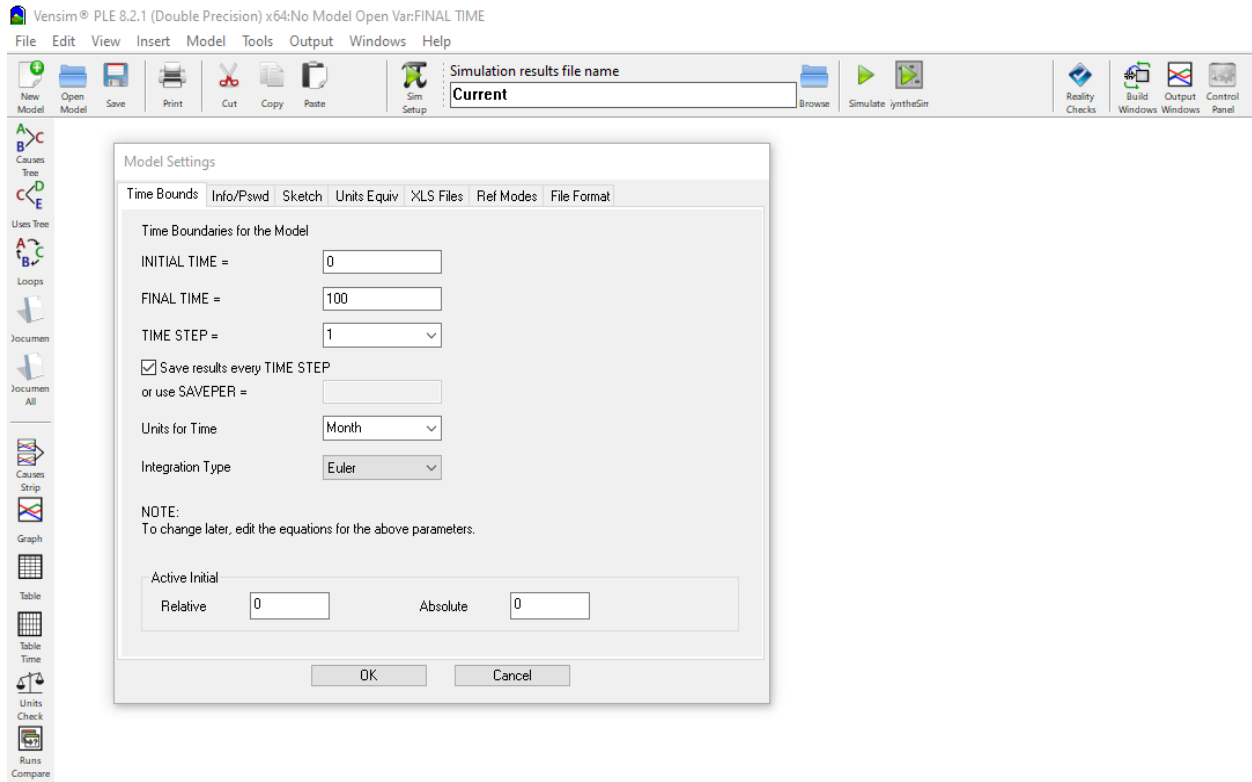 Vensim® PLE 8.2.1 (Double Precision) x64:No Model Open Var:FINAL TIME
File Edit View Insert Model Tools Output Windows Help
New Model
Open Model
Save
Print
Cut
Copy
Paste
Sim Setup
Simulation results file name
Current
Browse
Simulate
yntheSir
Reality Checks
Build Windows
Output Windows
Control Panel
A
B
C
Causes Tree
C
D
E
Uses Tree
A
C
B
Loops
Documen
Documen All
Causes Strip
Graph
Table
Table Time
Units Check
Runs Compare
Model Settings
Time Bounds Info/Pswd Sketch Units Equiv XLS Files Ref Modes File Format
Time Boundaries for the Model
INITIAL TIME = 0
FINAL TIME = 100
TIME STEP = 1
Save results every TIME STEP
or use SAVEPER =
Units for Time Month
Integration Type Euler
NOTE:
To change later, edit the equations for the above parameters.
Active Initial
Relative 0 Absolute 0
OK Cancel